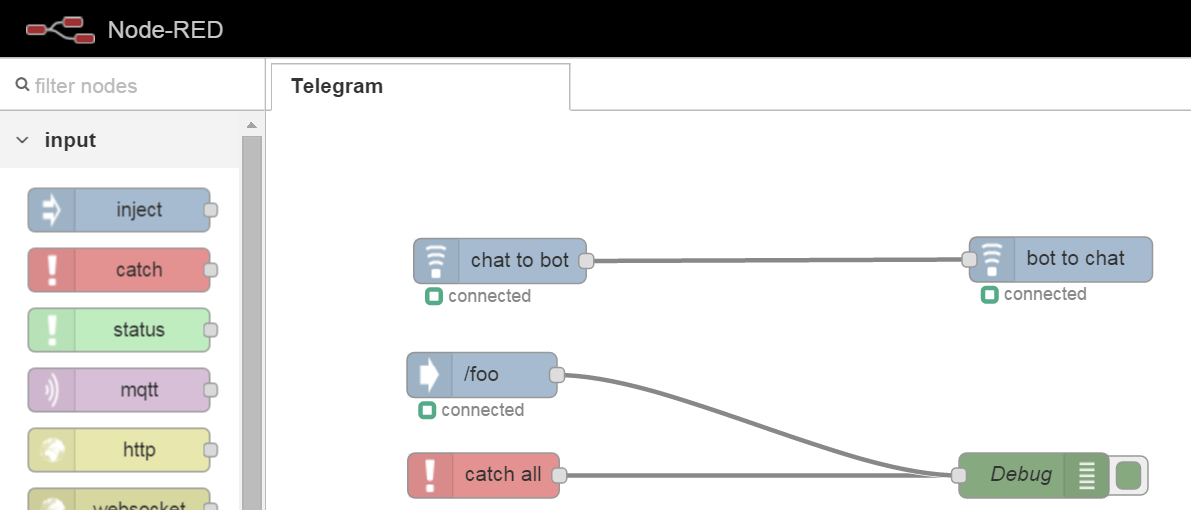 Node-RED
filter nodes
Telegram
input
inject
catch
status
mqtt
http
websocket
chat to bot
connected
bot to chat
connected
/foo
connected
catch all
Debug